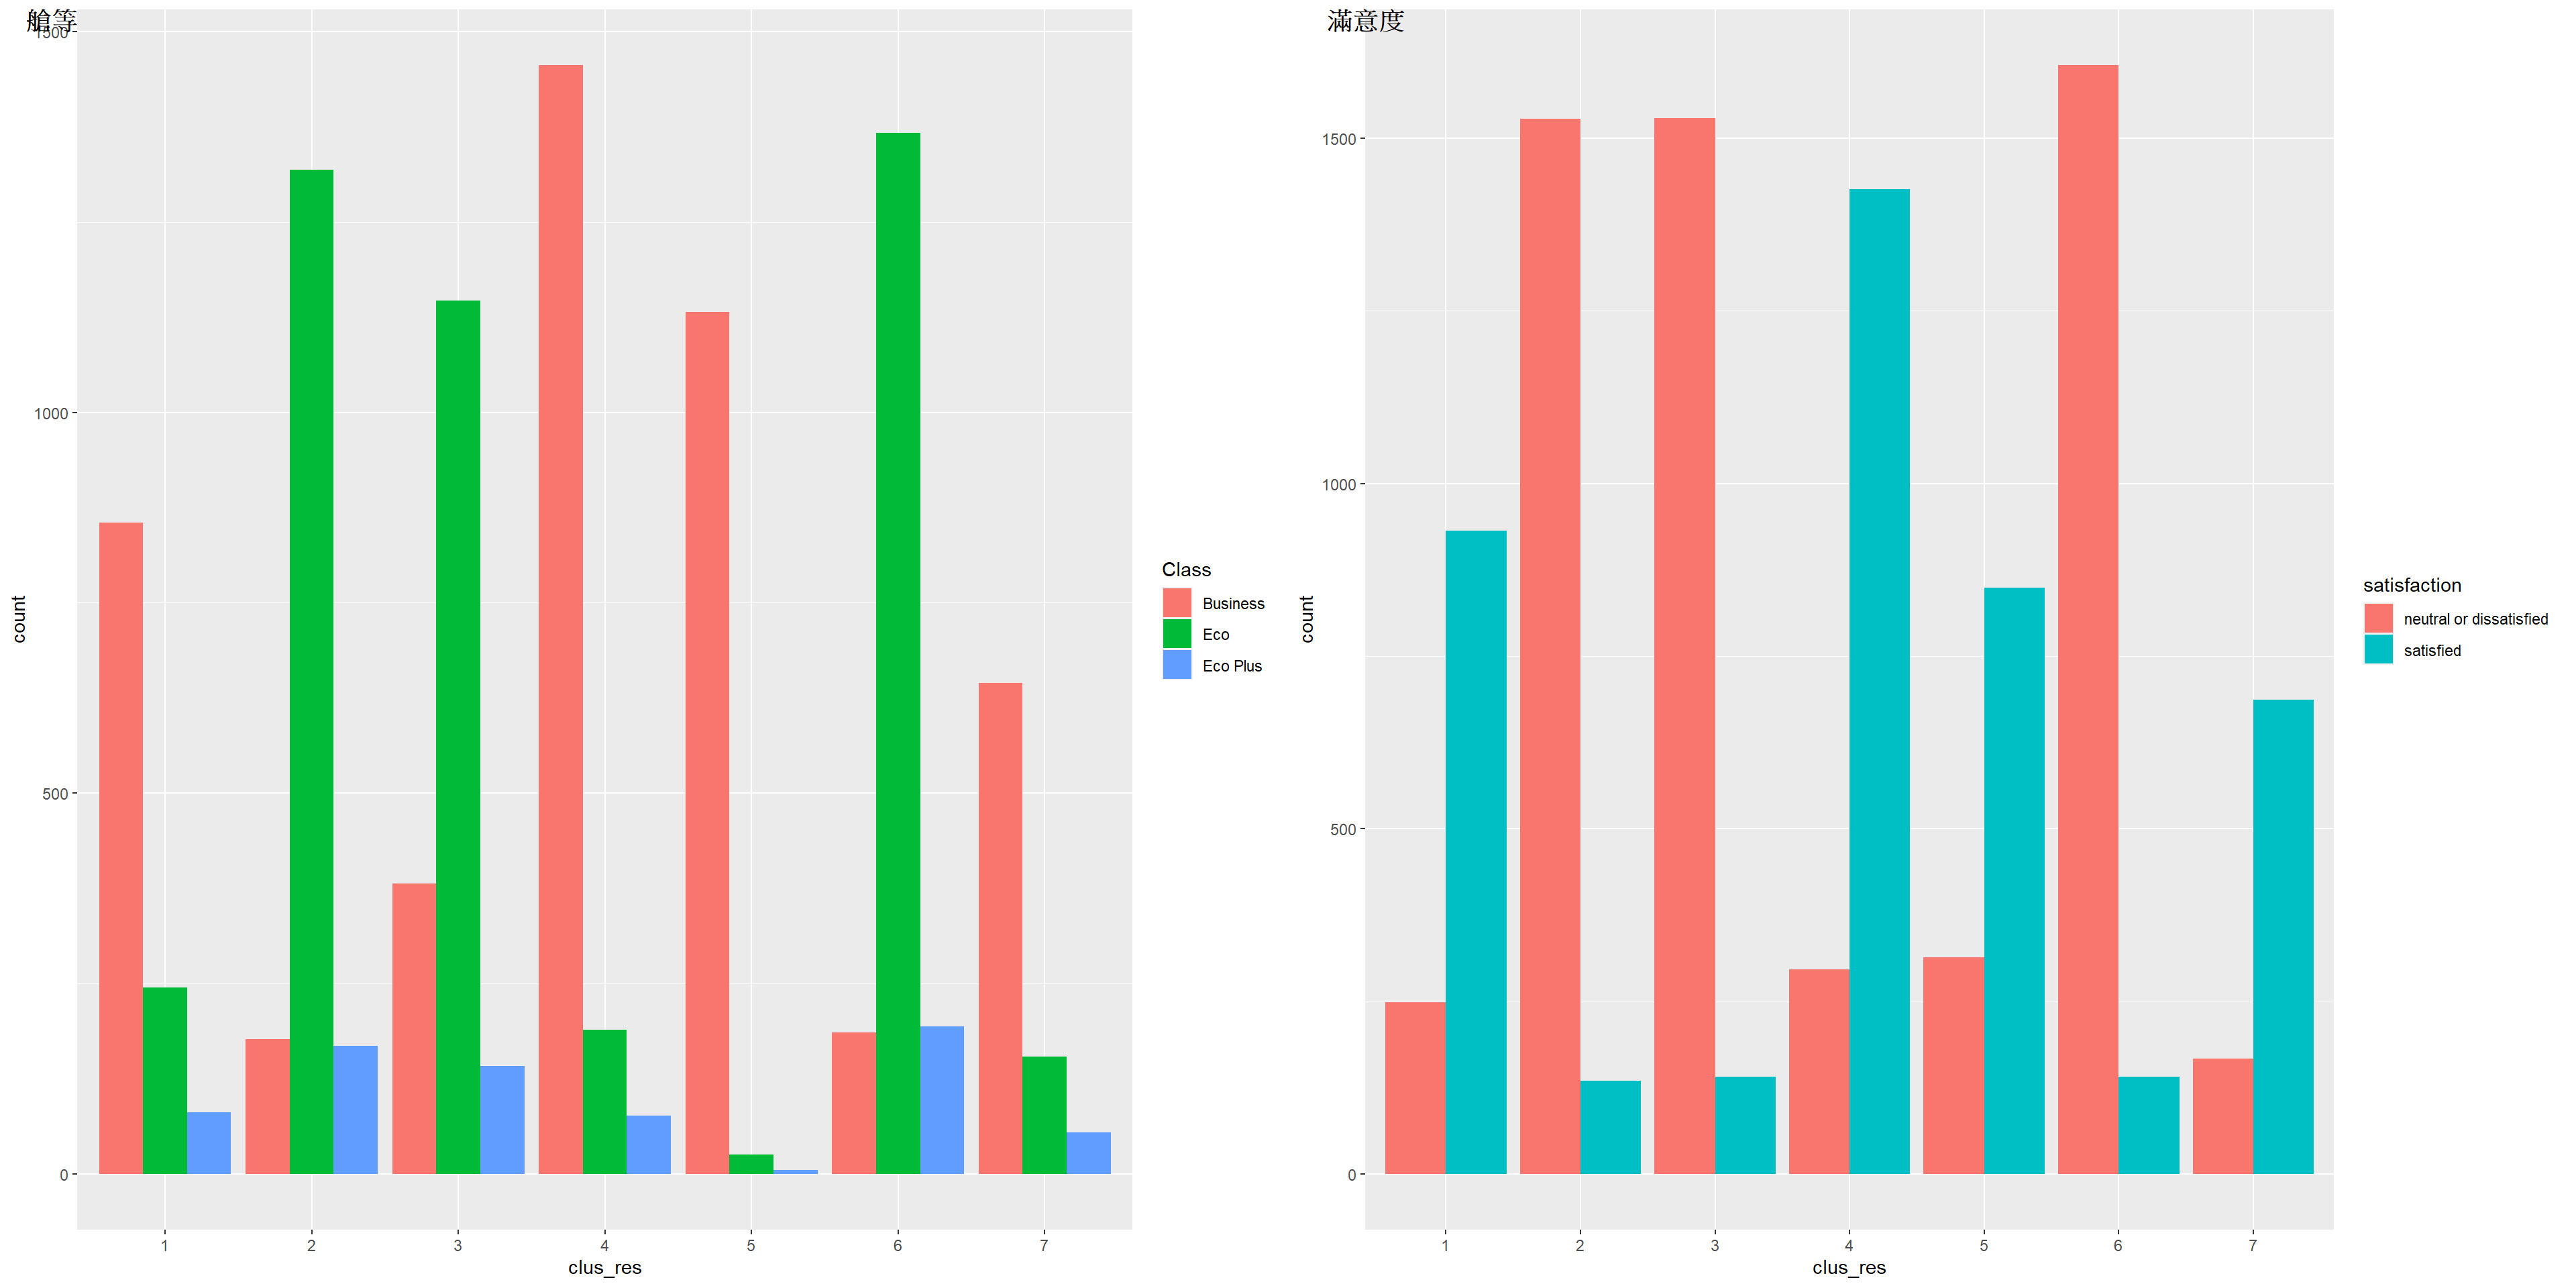 艙等
1500
1000
500
0
count
1 2 3 4 5 6 7
clus_res
Class
Business
Eco
Eco Plus
滿意度
1500
1000
500
0
count
1 2 3 4 5 6 7
clus_res
satisfaction
neutral or dissatisfied
satisfied